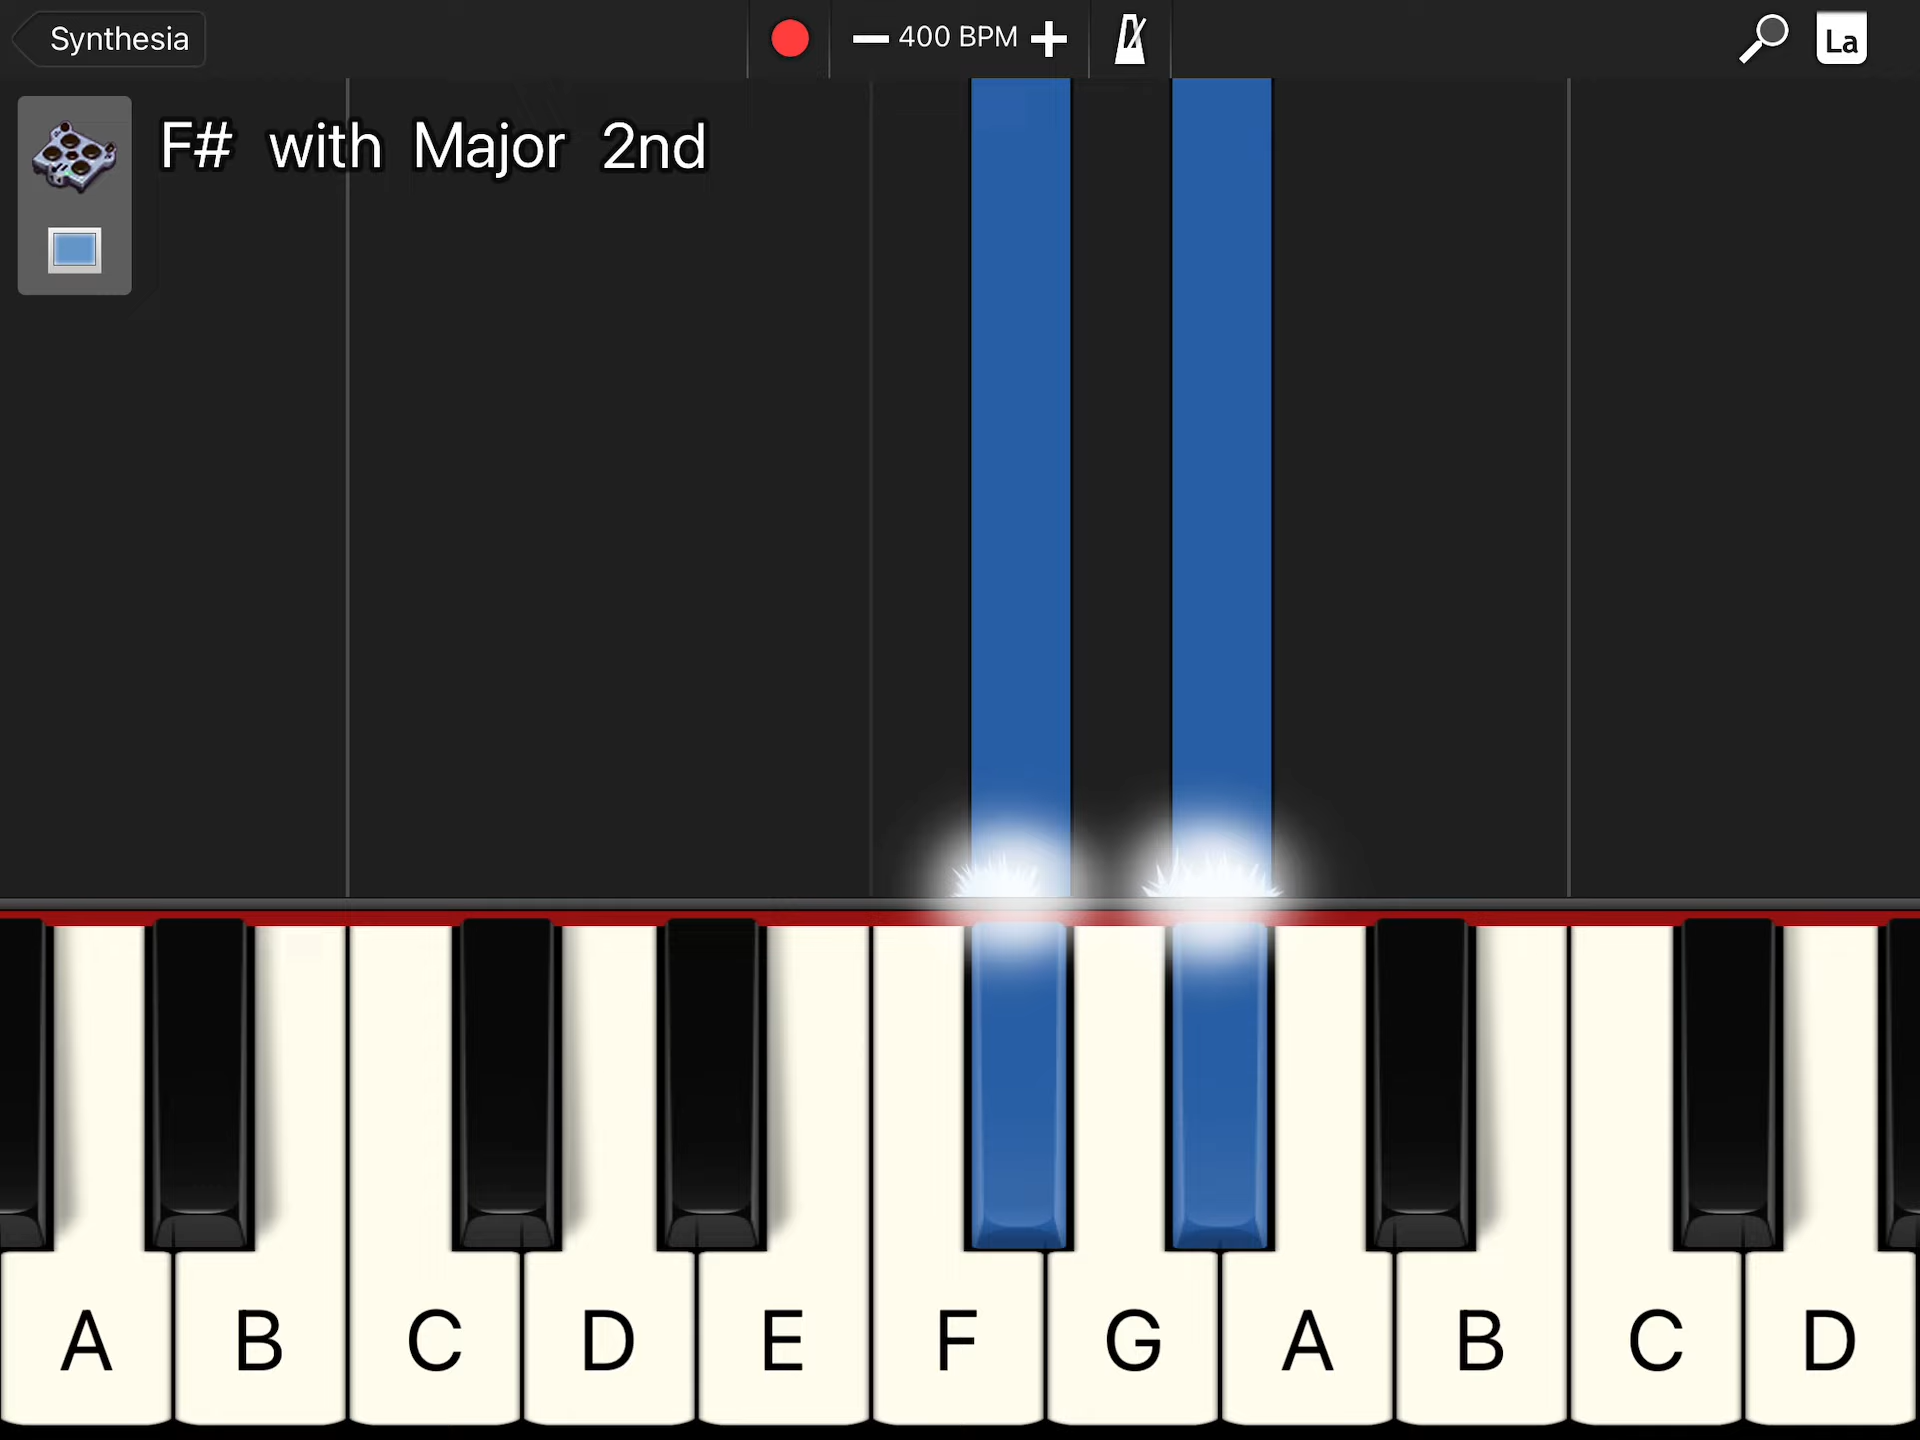 Synthesia
400 BPM
La
F# with Major 2nd
A B C D E F G A B C D